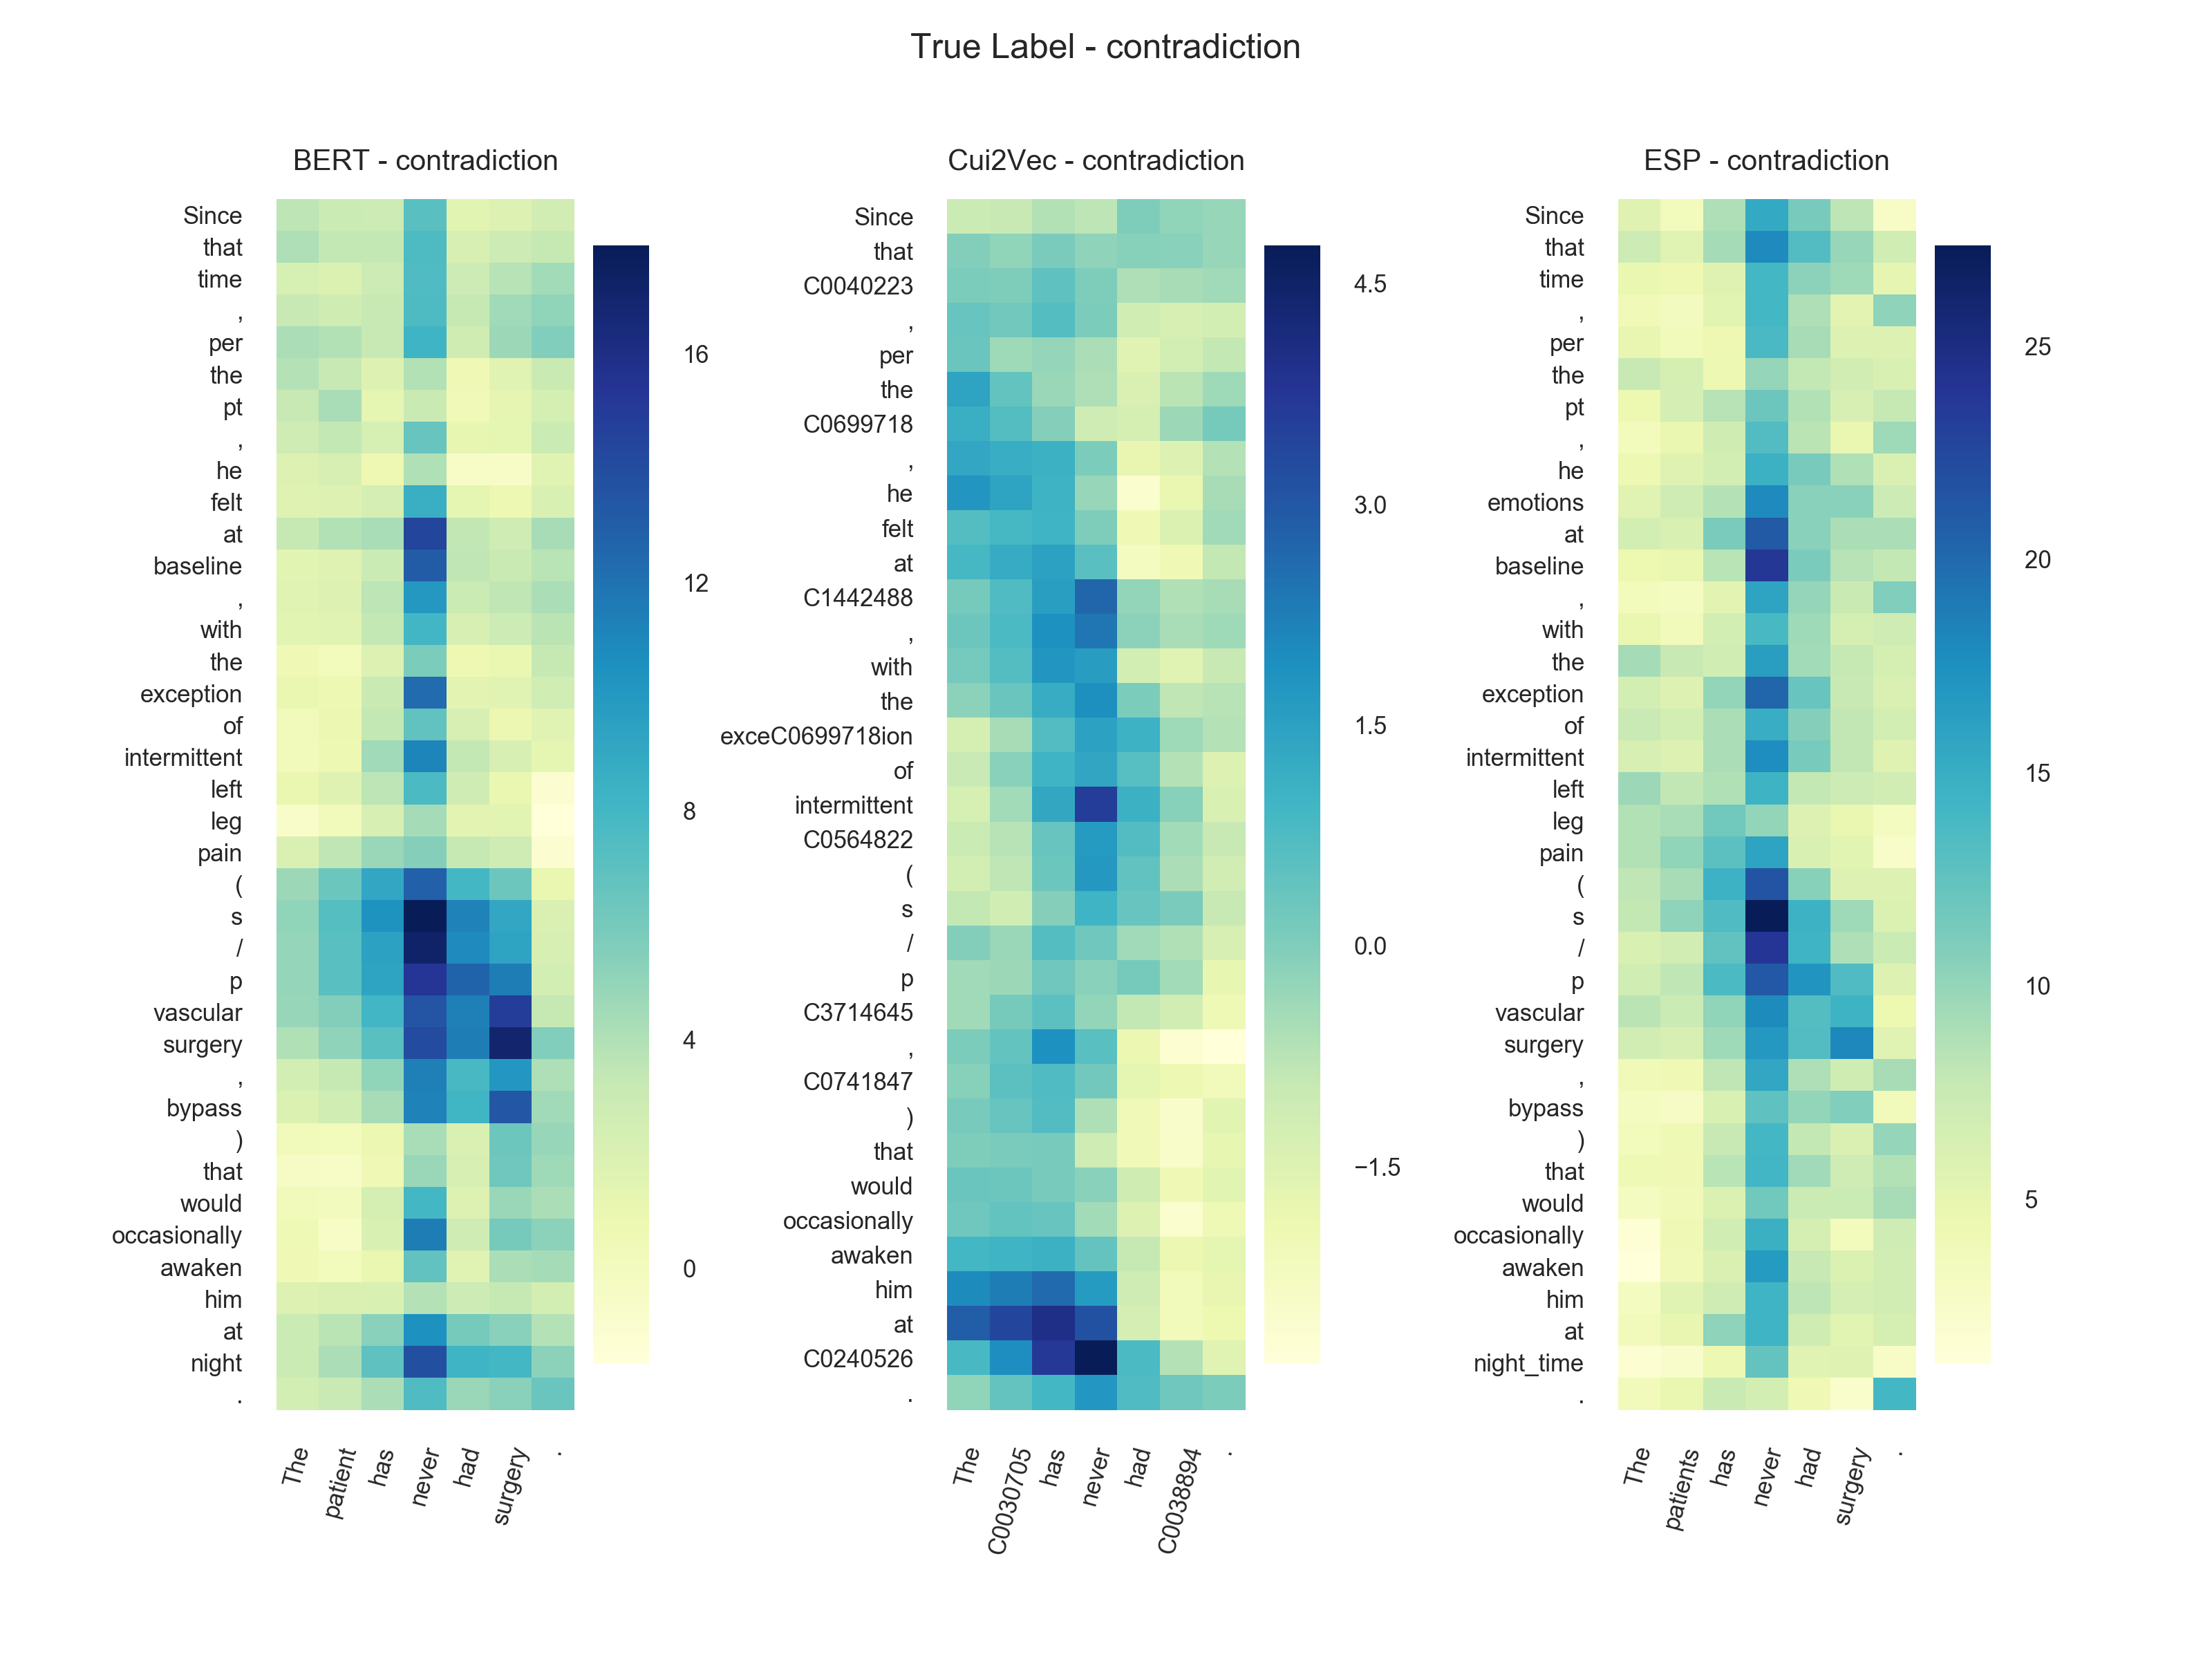 True Label - contradiction
BERT - contradiction
Since
that
time
,
per
the
pt
,
he
felt
at
baseline
,
with
the
exception
of
intermittent
left
leg
pain
(
s
/
p
vascular
surgery
,
bypass
)
that
would
occasionally
awaken
him
at
night
.
The
patient
has
never
had
surgery
.
16
12
8
4
0
Cui2Vec - contradiction
Since
that
C0040223
,
per
the
C0699718
,
he
felt
at
C1442488
,
with
the
exceC0699718ion
of
intermittent
C0564822
(
s
/
p
C3714645
,
C0741847
)
that
would
occasionally
awaken
him
at
C0240526
.
The
C0030705
has
never
had
C0038894
.
4.5
3.0
1.5
0.0
−1.5
ESP - contradiction
Since
that
time
,
per
the
pt
,
he
emotions
at
baseline
,
with
the
exception
of
intermittent
left
leg
pain
(
s
/
p
vascular
surgery
,
bypass
)
that
would
occasionally
awaken
him
at
night_time
.
The
patients
has
never
had
surgery
.
25
20
15
10
5